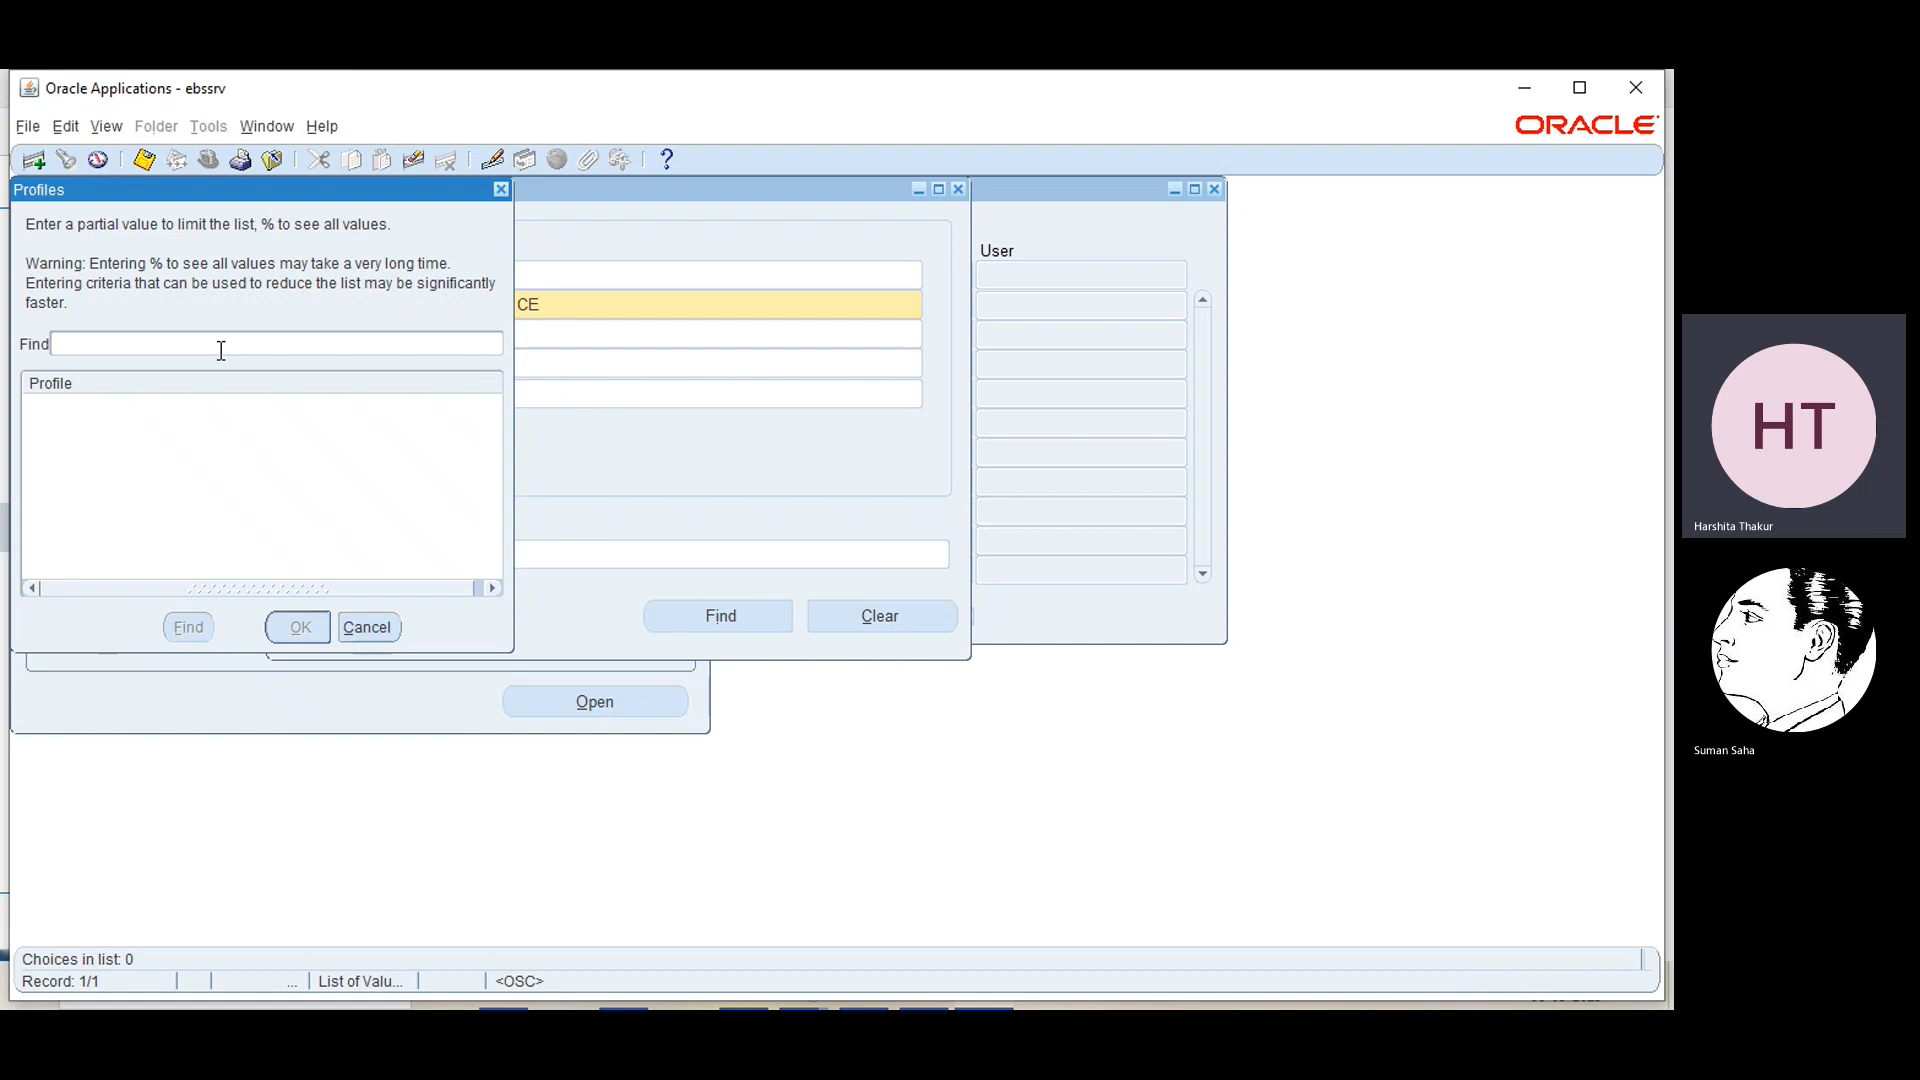 Oracle Applications - ebssrv
File Edit View Folder Tools Window Help
ORACLE
Profiles
Enter a partial value to limit the list, % to see all values.
Warning: Entering % to see all values may take a very long time.
Entering criteria that can be used to reduce the list may be significantly
faster.
Find
Profile
Find OK Cancel
CE
Find Clear
User
Open
Choices in list: 0
Record: 1/1 ... List of Valu... <OSC>
HT
Harshita Thakur
Suman Saha